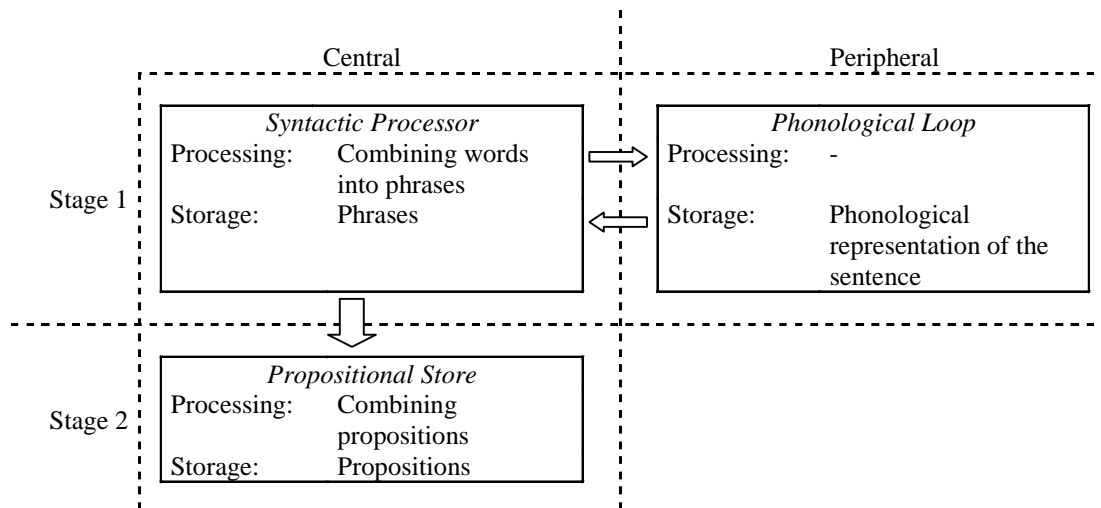 Central
Peripheral
Stage 1
Syntactic Processor
Processing: Combining words
into phrases
Storage: Phrases
Phonological Loop
Processing: -
Storage: Phonological
representation of the
sentence
Stage 2
Propositional Store
Processing: Combining
propositions
Storage: Propositions